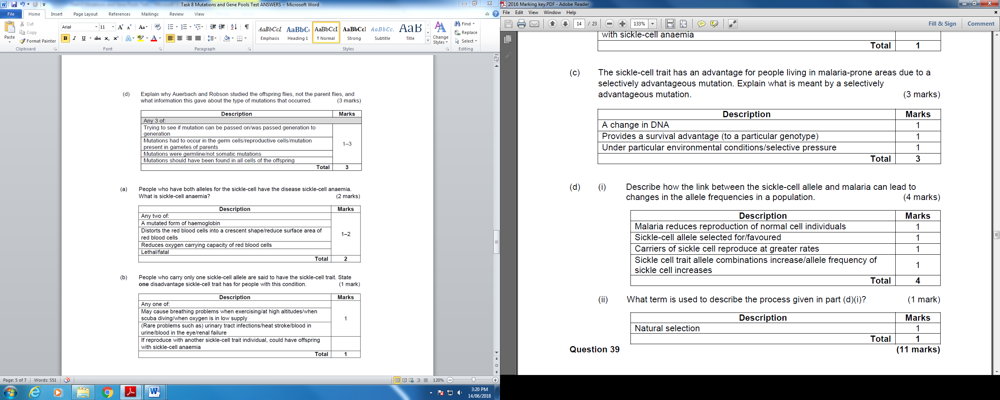 Task 8 Mutations and Gene Pools Test ANSWERS - Microsoft Word
File Home Insert Page Layout References Mailings Review View
Paste
Cut
Copy
Format Painter
Clipboard
Arial 11
Font
Paragraph
AaBbCcI Emphasis
AaBbC Heading 1
AaBbCcI ¶ Normal
AaBbCcI Strong
AaBbCc. Subtitle
AaB Title
Change Styles
Styles
Find
Replace
Select
Editing
(d) Explain why Auerbach and Robson studied the offspring flies, not the parent flies, and
what information this gave about the type of mutations that occurred. (3 marks)
Description Marks
Any 3 of:
Trying to see if mutation can be passed on/was passed generation to
generation
Mutations had to occur in the germ cells/reproductive cells/mutation
present in gametes of parents
1–3
Mutations were germline/not somatic mutations
Mutations should have been found in all cells of the offspring
Total 3
(a) People who have both alleles for the sickle-cell have the disease sickle-cell anaemia.
What is sickle-cell anaemia? (2 marks)
Description Marks
Any two of:
A mutated form of haemoglobin
Distorts the red blood cells into a crescent shape/reduce surface area of
red blood cells
1–2
Reduces oxygen carrying capacity of red blood cells
Lethal/fatal
Total 2
(b) People who carry only one sickle-cell allele are said to have the sickle-cell trait. State
one disadvantage sickle-cell trait has for people with this condition. (1 mark)
Description Marks
Any one of:
May cause breathing problems when exercising/at high altitudes/when
scuba diving/when oxygen is in low supply
1
(Rare problems such as) urinary tract infections/heat stroke/blood in
urine/blood in the eye/renal failure
If reproduce with another sickle-cell trait individual, could have offspring
with sickle-cell anaemia
Total 1
Page: 5 of 7 Words: 551 120%
3:20 PM
14/06/2018
2016 Marking key.PDF - Adobe Reader
File Edit View Window Help
14 / 23 133% Fill & Sign Comment
with sickle-cell anaemia
Total 1
(c) The sickle-cell trait has an advantage for people living in malaria-prone areas due to a
selectively advantageous mutation. Explain what is meant by a selectively
advantageous mutation. (3 marks)
Description Marks
A change in DNA 1
Provides a survival advantage (to a particular genotype) 1
Under particular environmental conditions/selective pressure 1
Total 3
(d) (i) Describe how the link between the sickle-cell allele and malaria can lead to
changes in the allele frequencies in a population. (4 marks)
Description Marks
Malaria reduces reproduction of normal cell individuals 1
Sickle-cell allele selected for/favoured 1
Carriers of sickle cell reproduce at greater rates 1
Sickle cell trait allele combinations increase/allele frequency of
sickle cell increases 1
Total 4
(ii) What term is used to describe the process given in part (d)(i)? (1 mark)
Description Marks
Natural selection 1
Total 1
Question 39 (11 marks)